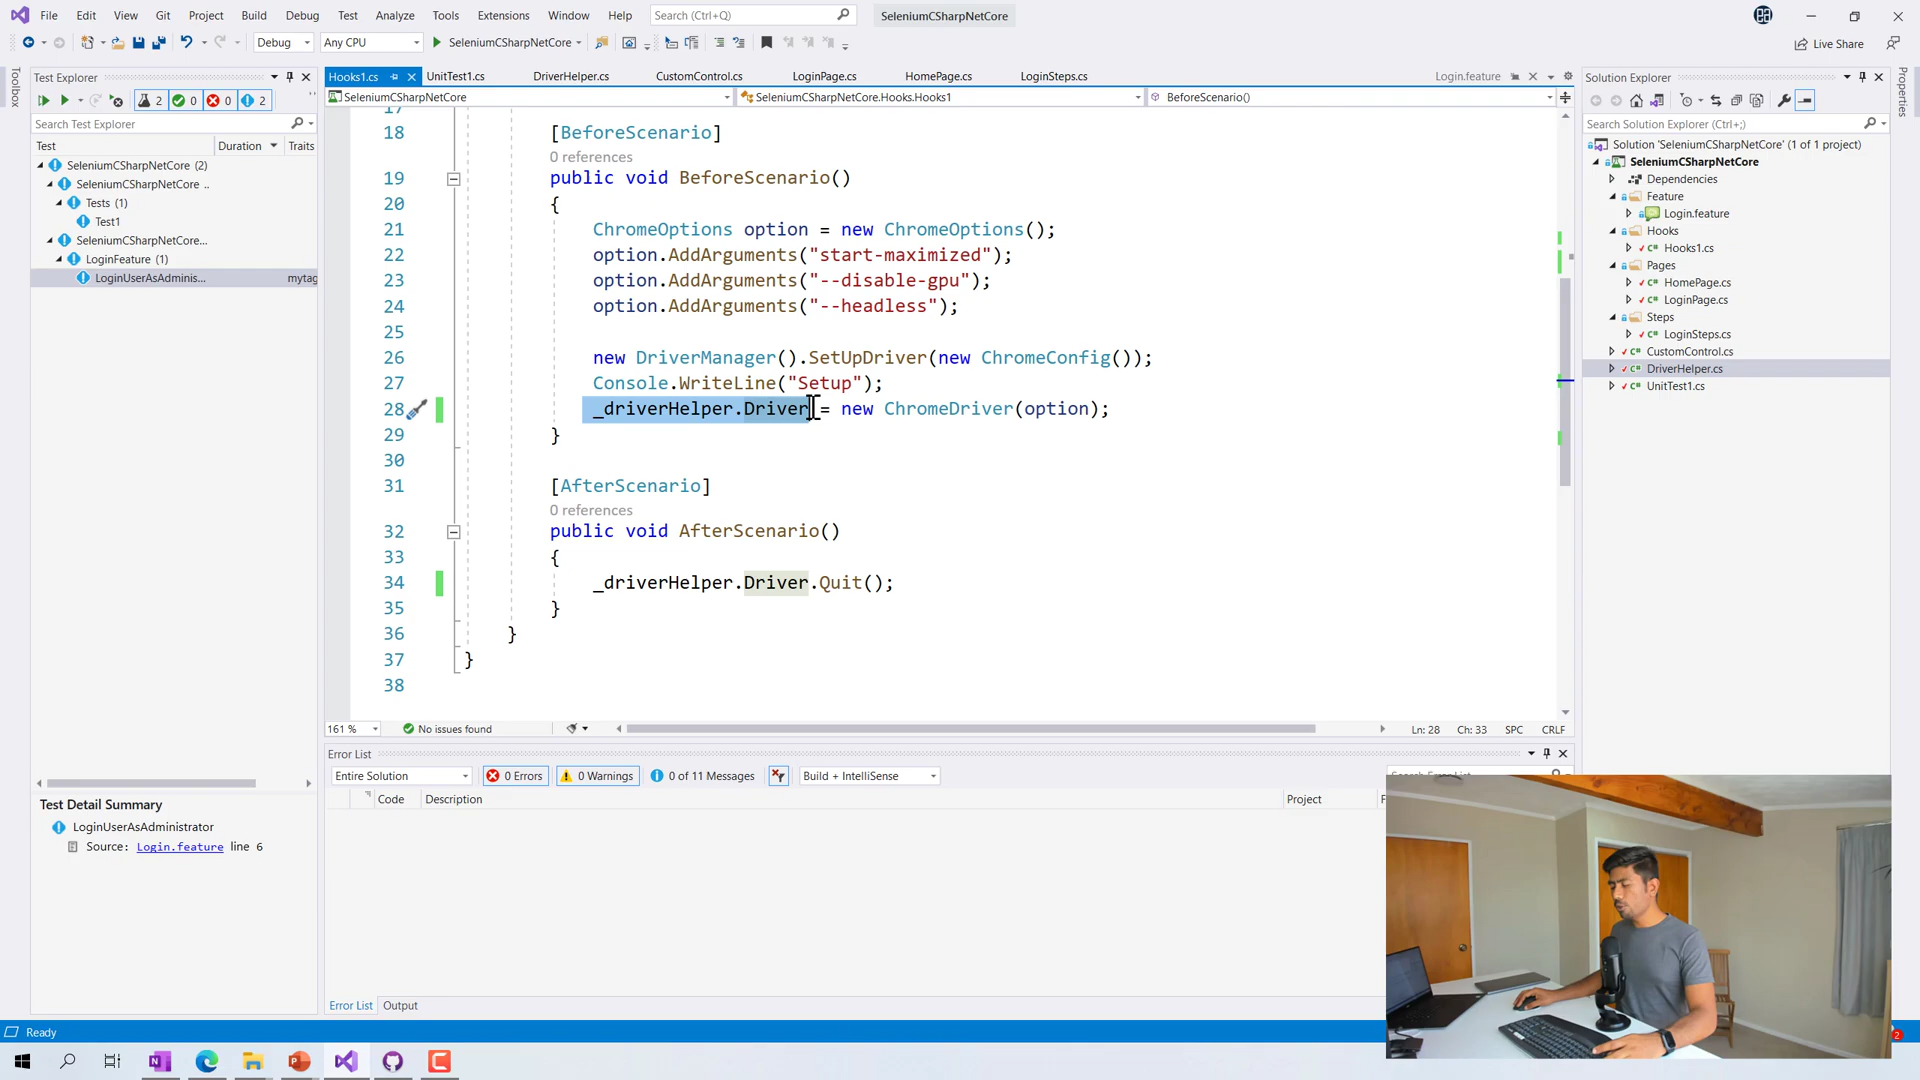 File Edit View Git Project Build Debug Test Analyze Tools Extensions Window Help Search (Ctrl+Q) SeleniumCSharpNetCore
Debug Any CPU SeleniumCSharpNetCore Live Share
Toolbox
Properties
Test Explorer
2 0 0 2
Search Test Explorer
Test Duration Traits
SeleniumCSharpNetCore (2)
SeleniumCSharpNetCore ..
Tests (1)
Test1
SeleniumCSharpNetCore...
LoginFeature (1)
LoginUserAsAdminis... mytag
Test Detail Summary
LoginUserAsAdministrator
Source: Login.feature line 6
Hooks1.cs UnitTest1.cs DriverHelper.cs CustomControl.cs LoginPage.cs HomePage.cs LoginSteps.cs Login.feature
SeleniumCSharpNetCore SeleniumCSharpNetCore.Hooks.Hooks1 BeforeScenario()
17
18 [BeforeScenario]
0 references
19 public void BeforeScenario()
20 {
21 ChromeOptions option = new ChromeOptions();
22 option.AddArguments("start-maximized");
23 option.AddArguments("--disable-gpu");
24 option.AddArguments("--headless");
25
26 new DriverManager().SetUpDriver(new ChromeConfig());
27 Console.WriteLine("Setup");
28 _driverHelper.Driver = new ChromeDriver(option);
29 }
30
31 [AfterScenario]
0 references
32 public void AfterScenario()
33 {
34 _driverHelper.Driver.Quit();
35 }
36 }
37 }
38
161 % No issues found Ln: 28 Ch: 33 SPC CRLF
Error List
Entire Solution 0 Errors 0 Warnings 0 of 11 Messages Build + IntelliSense
Code Description Project
Error List Output
Solution Explorer
Search Solution Explorer (Ctrl+;)
Solution 'SeleniumCSharpNetCore' (1 of 1 project)
SeleniumCSharpNetCore
Dependencies
Feature
Login.feature
Hooks
Hooks1.cs
Pages
HomePage.cs
LoginPage.cs
Steps
LoginSteps.cs
CustomControl.cs
DriverHelper.cs
UnitTest1.cs
Ready
2